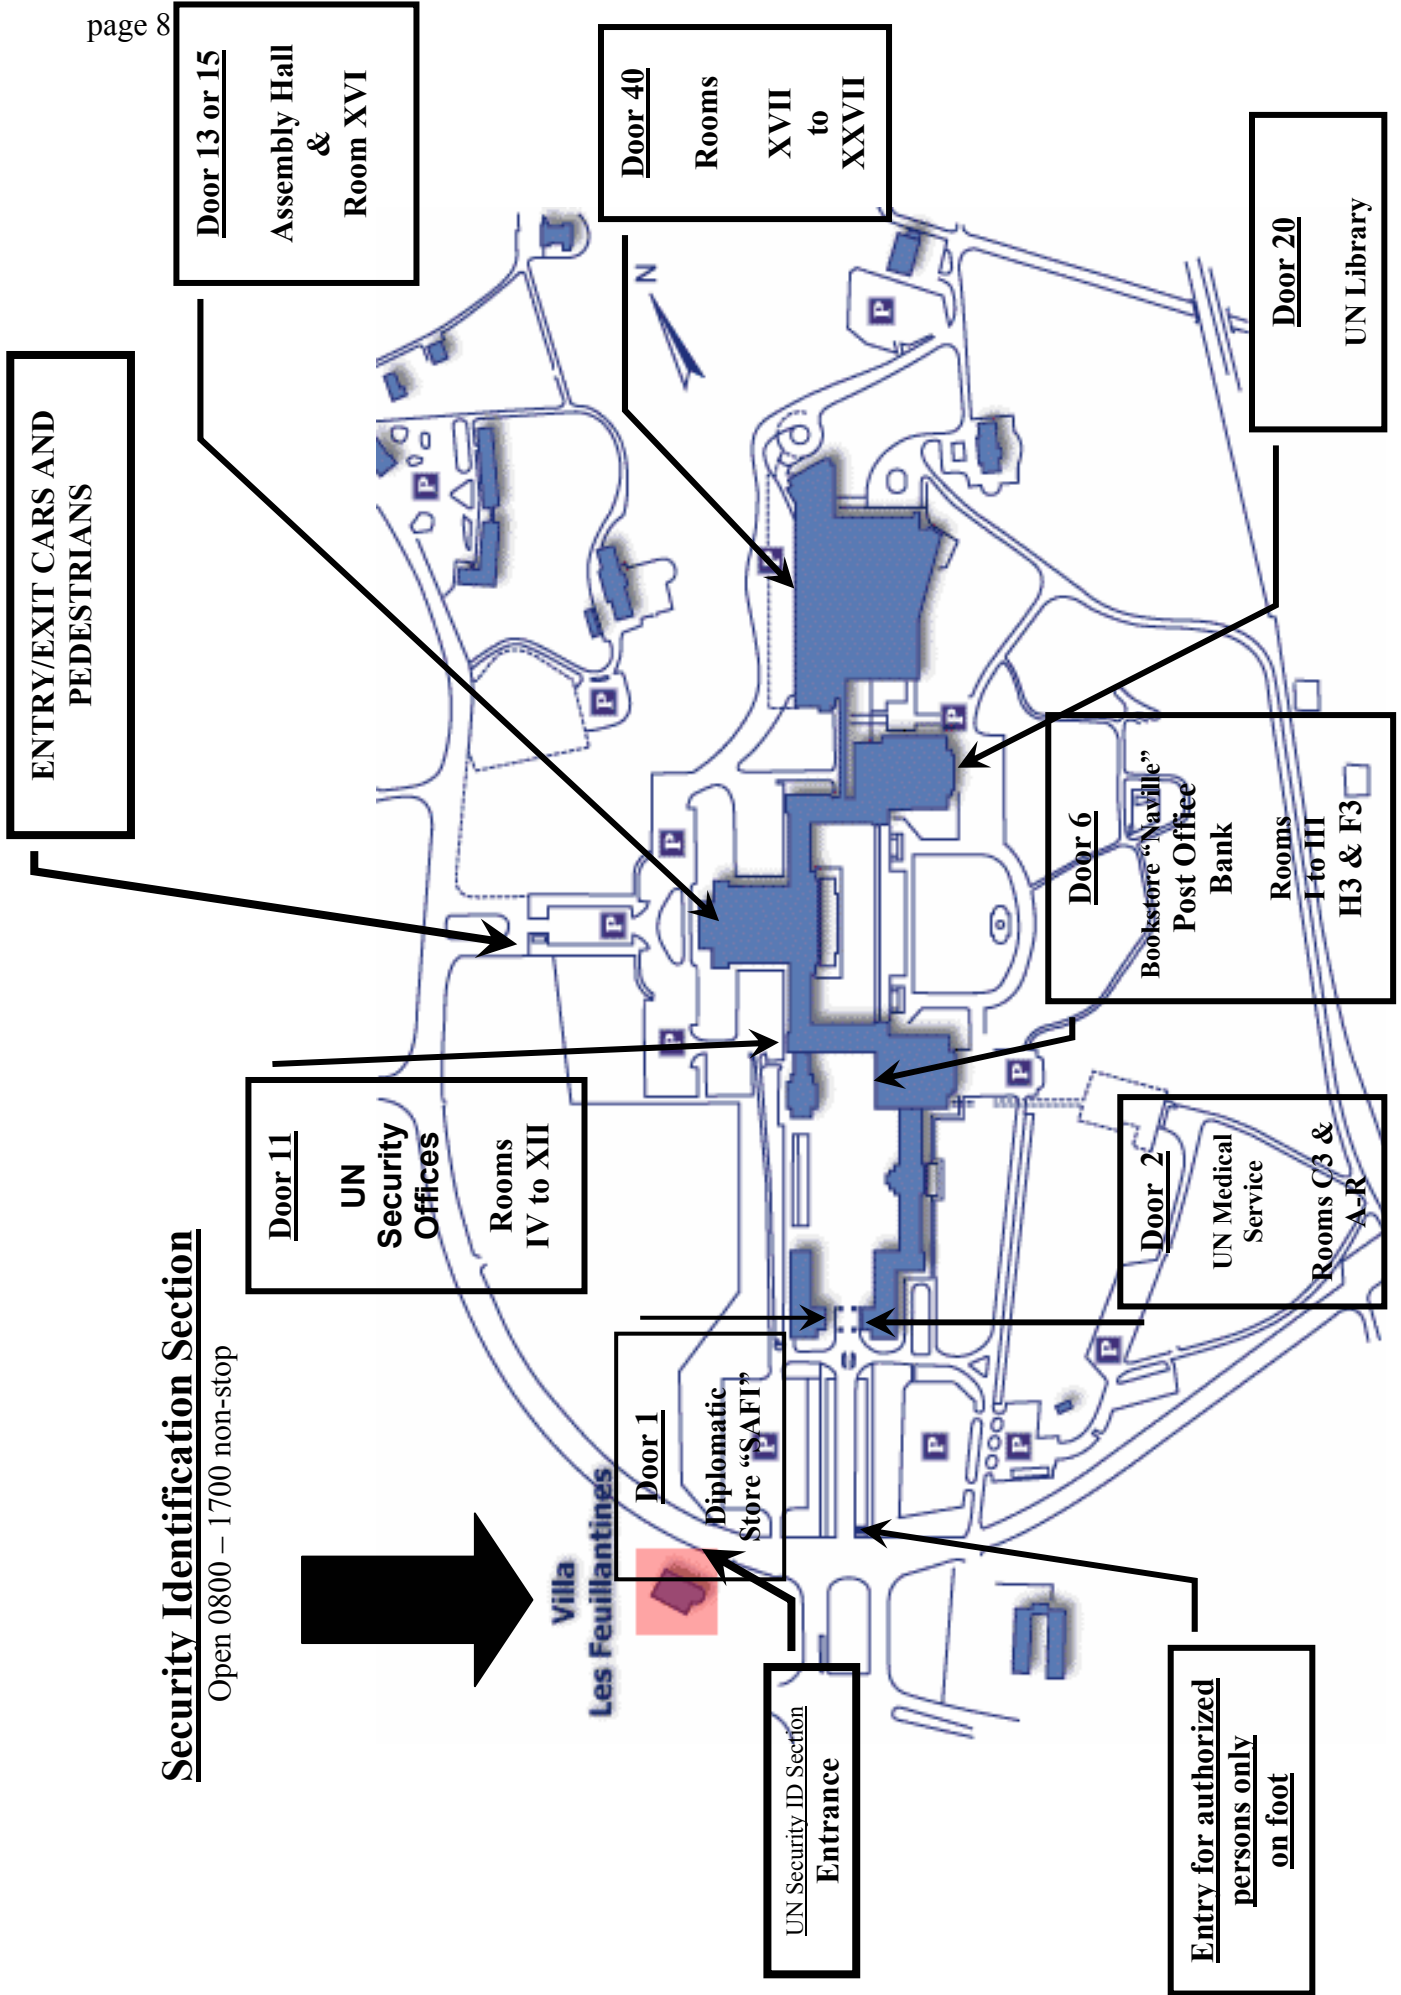 page 8
Security Identification Section
Open 0800 – 1700 non-stop
ENTRY/EXIT CARS AND
PEDESTRIANS
Door 13 or 15
Assembly Hall
&
Room XVI
Door 40
Rooms
XVII
to
XXVII
Door 20
UN Library
Door 11
UN
Security
Offices
Rooms
IV to XII
Door 6
Bookstore “Naville”
Post Office
Bank
Rooms
I to III
H3 & F3
Door 2
UN Medical
Service
Rooms C3 &
A-R
Door 1
Diplomatic
Store “SAFI”
Villa
Les Feuillantines
UN Security ID Section
Entrance
Entry for authorized
persons only
on foot
N
P
P
P
P
P
P
P
P
P
P
P
P
P